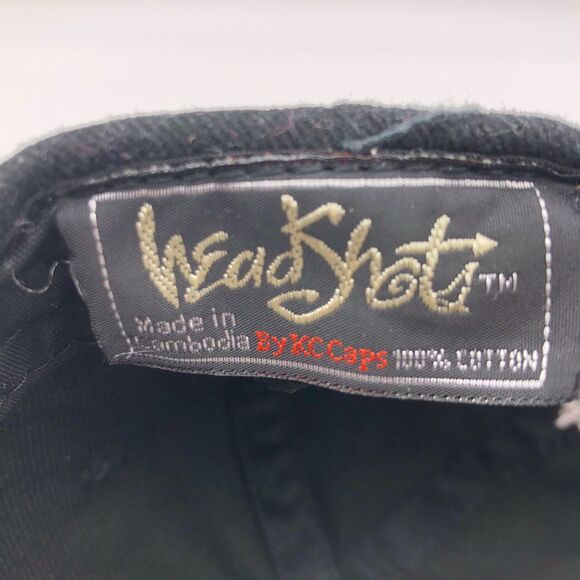 HeadShots™
Made in
Cambodia By KC Caps 100% COTTON